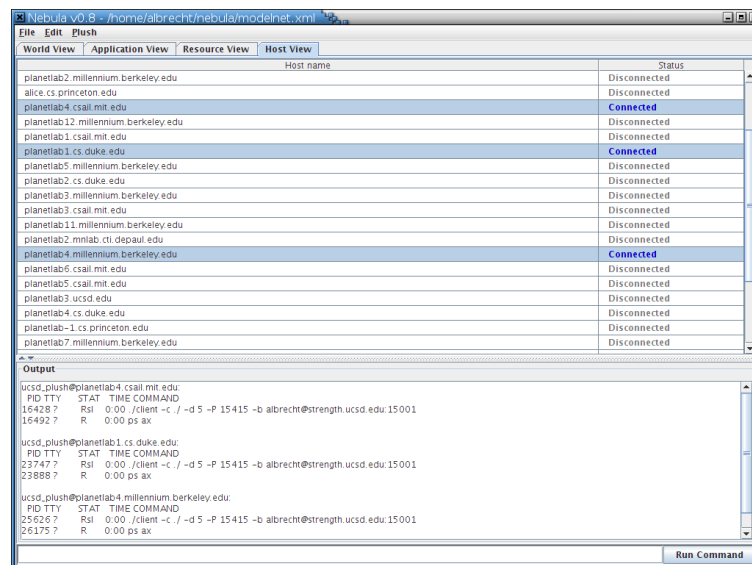 Nebula v0.8 - /home/albrecht/nebula/modelnet.xml
File Edit Plush
World View Application View Resource View Host View
Host name Status
planetlab2.millennium.berkeley.edu Disconnected
alice.cs.princeton.edu Disconnected
planetlab4.csail.mit.edu Connected
planetlab12.millennium.berkeley.edu Disconnected
planetlab1.csail.mit.edu Disconnected
planetlab1.cs.duke.edu Connected
planetlab5.millennium.berkeley.edu Disconnected
planetlab2.cs.duke.edu Disconnected
planetlab3.millennium.berkeley.edu Disconnected
planetlab3.csail.mit.edu Disconnected
planetlab11.millennium.berkeley.edu Disconnected
planetlab2.mnlab.cti.depaul.edu Disconnected
planetlab4.millennium.berkeley.edu Connected
planetlab6.csail.mit.edu Disconnected
planetlab5.csail.mit.edu Disconnected
planetlab3.ucsd.edu Disconnected
planetlab4.cs.duke.edu Disconnected
planetlab-1.cs.princeton.edu Disconnected
planetlab7.millennium.berkeley.edu Disconnected
Output
ucsd_plush@planetlab4.csail.mit.edu:
PID TTY STAT TIME COMMAND
16428 ? Rsl 0:00 ./client -c ./ -d 5 -P 15415 -b albrecht@strength.ucsd.edu:15001
16492 ? R 0:00 ps ax
ucsd_plush@planetlab1.cs.duke.edu:
PID TTY STAT TIME COMMAND
23747 ? Rsl 0:00 ./client -c ./ -d 5 -P 15415 -b albrecht@strength.ucsd.edu:15001
23888 ? R 0:00 ps ax
ucsd_plush@planetlab4.millennium.berkeley.edu:
PID TTY STAT TIME COMMAND
25626 ? Rsl 0:00 ./client -c ./ -d 5 -P 15415 -b albrecht@strength.ucsd.edu:15001
26175 ? R 0:00 ps ax
Run Command